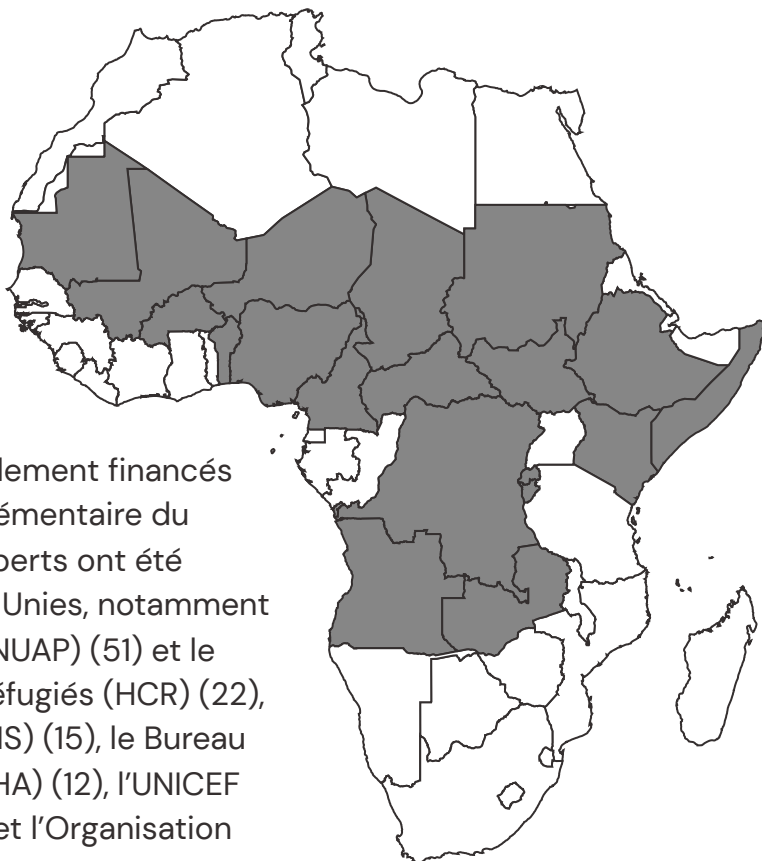 lement financés
émentaire du
perts ont été
Unies, notamment
NUAP) (51) et le
éfugiés (HCR) (22),
IS) (15), le Bureau
HA) (12), l’UNICEF
et l’Organisation